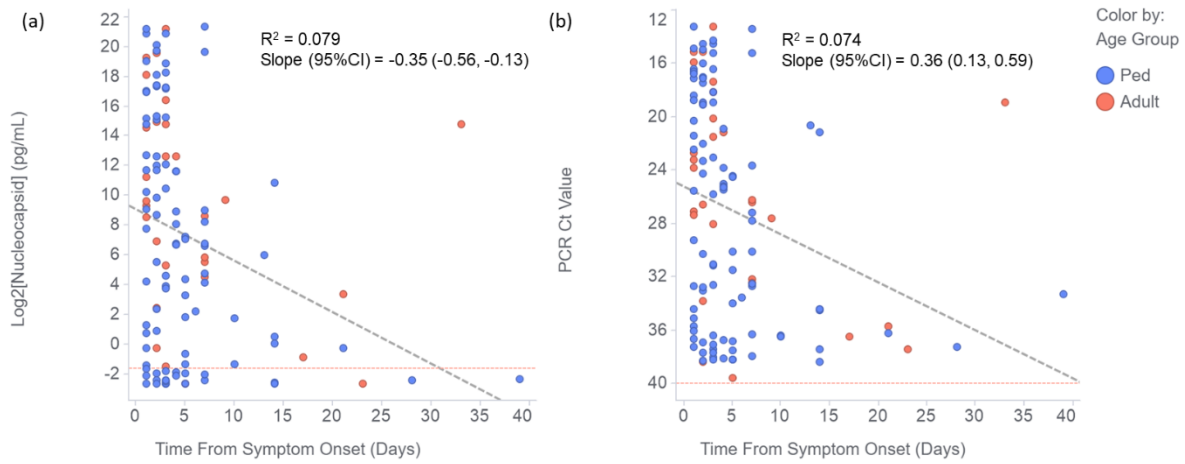 (a)
R² = 0.079
Slope (95%CI) = -0.35 (-0.56, -0.13)
Log2[Nucleocapsid] (pg/mL)
22
20
18
16
14
12
10
8
6
4
2
0
-2
0 5 10 15 20 25 30 35 40
Time From Symptom Onset (Days)
(b)
R² = 0.074
Slope (95%CI) = 0.36 (0.13, 0.59)
PCR Ct Value
12
16
20
24
28
32
36
40
0 5 10 15 20 25 30 35 40
Time From Symptom Onset (Days)
Color by:
Age Group
Ped
Adult